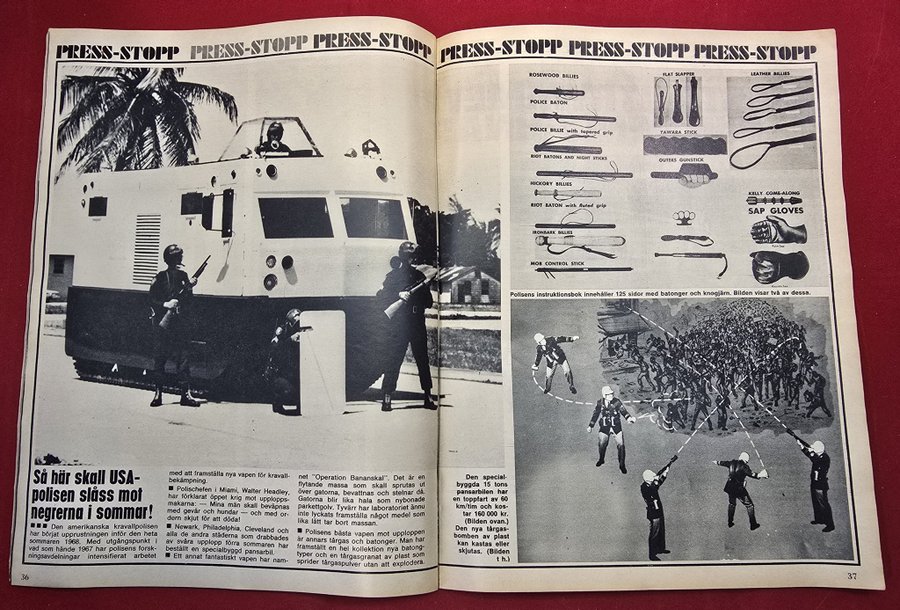 PRESS-STOPP PRESS-STOPP PRESS-STOPP
Så här skall USA-
polisen slåss mot
negrerna i sommar!
■■■ Den amerikanska kravallpolisen
har börjat upprustningen inför den heta
sommaren 1968. Med utgångspunkt i
vad som hände 1967 har polisens forsk-
ningsavdelningar intensifierat arbetet
med att framställa nya vapen för kravall-
bekämpning.
■ Polischefen i Miami, Walter Headley,
har förklarat öppet krig mot upplopps-
makarna: — Mina män skall beväpnas
med gevär och hundar — och med or-
dern skjut för att döda!
■ Newark, Philadelphia, Cleveland och
alla de andra städerna som drabbades
av svåra upplopp förra sommaren har
beställt en specialbyggd pansarbil.
■ Ett annat fantastiskt vapen har nam-
net "Operation Bananskal". Det är en
flytande massa som skall sprutas ut
över gatorna, bevattnas och stelnar då.
Gatorna blir lika hala som nybonade
parkettgolv. Tyvärr har laboratoriet ännu
inte lyckats framställa något medel som
lika lätt tar bort massan.
■ Polisens bästa vapen mot upploppen
är annars tårgas och batonger. Man har
framställt en hel kollektion nya batong-
typer och en tårgasgranat av plast som
sprider tårgaspulver utan att explodera.
36
PRESS-STOPP PRESS-STOPP PRESS-STOPP
ROSEWOOD BILLIES
POLICE BATON
POLICE BILLIE with tapered grip
RIOT BATONS AND NIGHT STICKS
HICKORY BILLIES
RIOT BATON with fluted grip
IRONBARK BILLIES
MOB CONTROL STICK
FLAT SLAPPER
YAWARA STICK
OUTERS GUNSTICK
LEATHER BILLIES
KELLY COME-ALONG
SAP GLOVES
Polisens instruktionsbok innehåller 125 sidor med batonger och knogjärn. Bilden visar två av dessa.
Den special-
byggda 15 tons
pansarbilen har
en toppfart av 60
km/tim och kos-
tar 160 000 kr.
(Bilden ovan.)
Den nya tårgas-
bomben av plast
kan kastas eller
skjutas. (Bilden
t h.)
37